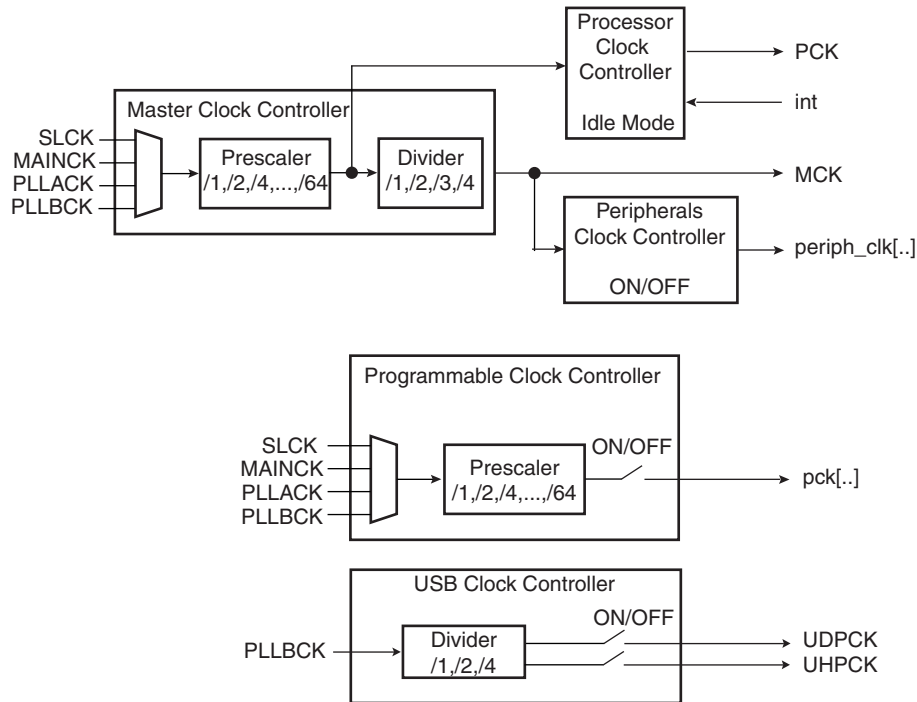 Processor
Clock
Controller
Idle Mode
PCK
int
Master Clock Controller
SLCK
MAINCK
PLLACK
PLLBCK
Prescaler
/1,/2,/4,...,/64
Divider
/1,/2,/3,/4
MCK
Peripherals
Clock Controller
ON/OFF
periph_clk[..]
Programmable Clock Controller
SLCK
MAINCK
PLLACK
PLLBCK
Prescaler
/1,/2,/4,...,/64
ON/OFF
pck[..]
USB Clock Controller
PLLBCK
Divider
/1,/2,/4
ON/OFF
UDPCK
UHPCK